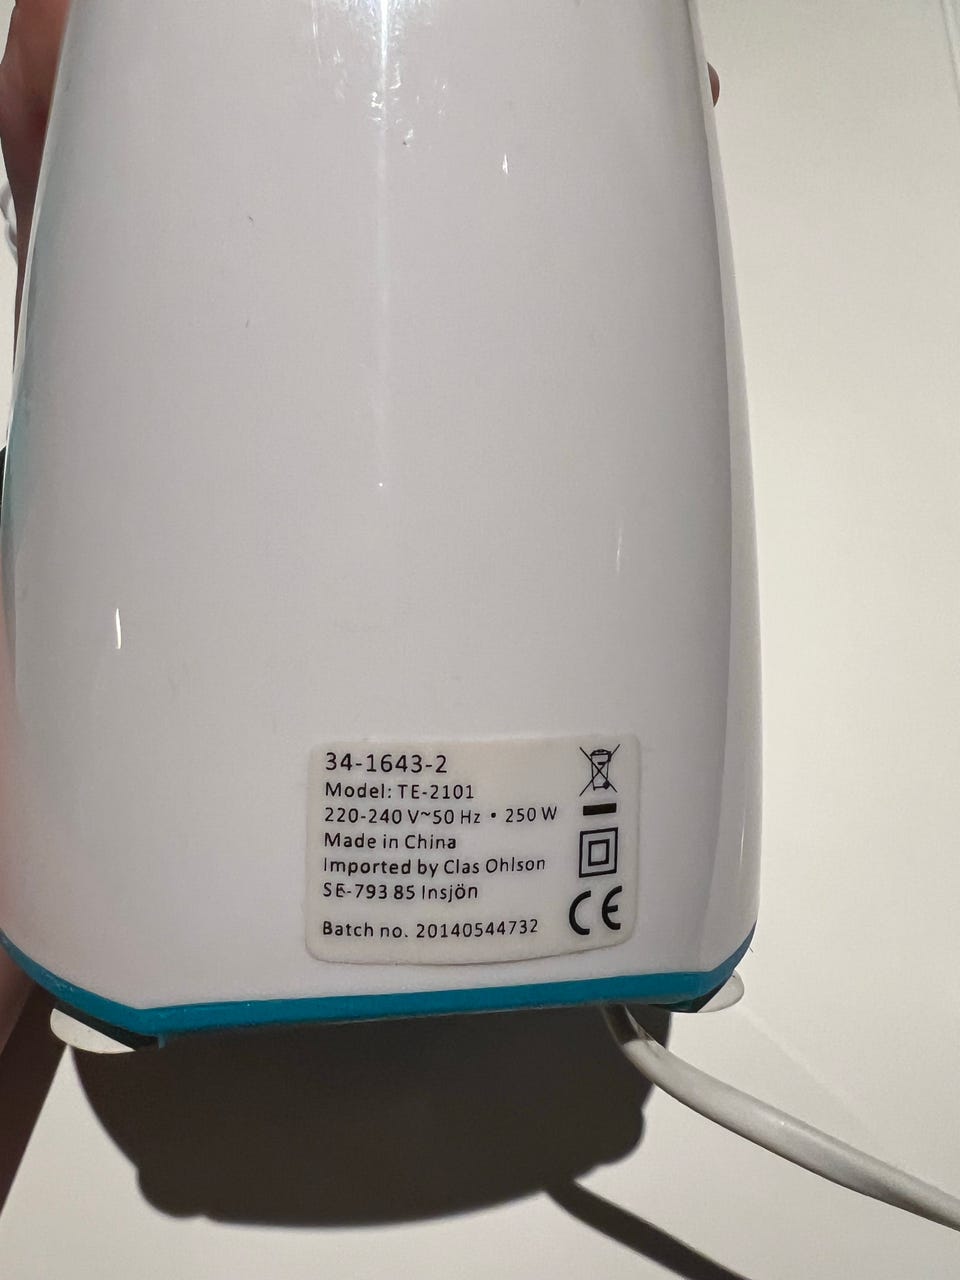 34-1643-2
Model: TE-2101
220-240 V~50 Hz • 250 W
Made in China
Imported by Clas Ohlson
SE-793 85 Insjön
Batch no. 20140544732
CE